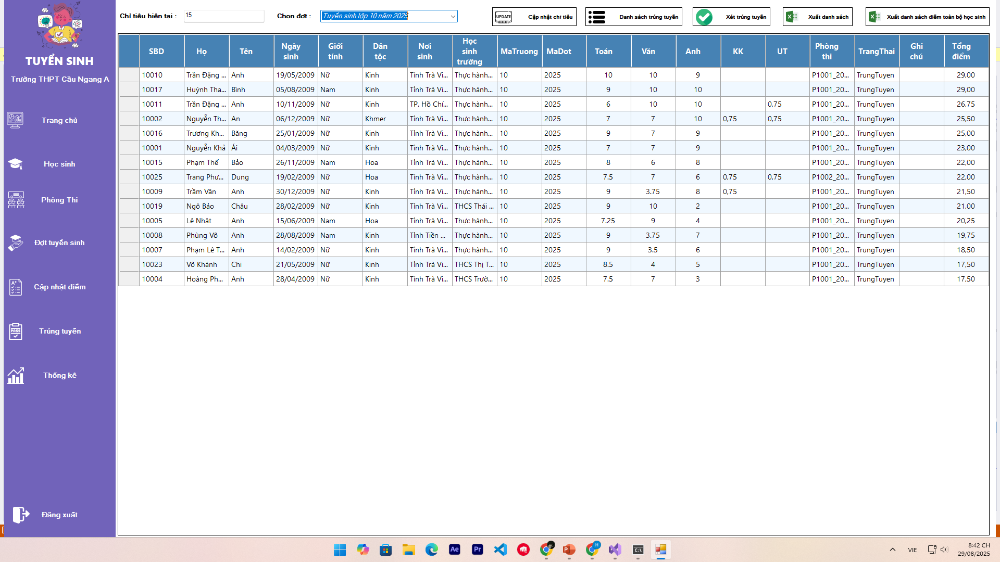 TUYỂN SINH
Trường THPT Cầu Ngang A
Trang chủ
Học sinh
Phòng Thi
Đợt tuyển sinh
Cập nhật điểm
Trúng tuyển
Thống kê
Đăng xuất
Chỉ tiêu hiện tại : 15 Chọn đợt : Tuyển sinh lớp 10 năm 2025 UPDATE Cập nhật chỉ tiêu Danh sách trúng tuyển Xét trúng tuyển Xuất danh sách Xuất danh sách điểm toàn bộ học sinh
SBD Họ Tên Ngày sinh Giới tính Dân tộc Nơi sinh Học sinh trường MaTruong MaDot Toán Văn Anh KK UT Phòng thi TrangThai Ghi chú Tổng điểm
10010 Trần Đặng ... Anh 19/05/2009 Nữ Kinh Tỉnh Trà Vi... Thực hành... 10 2025 10 10 9 P1001_20... TrungTuyen 29,00
10017 Huỳnh Tha... Bình 05/08/2009 Nam Kinh Tỉnh Trà Vi... Thực hành... 10 2025 9 10 10 P1001_20... TrungTuyen 29,00
10011 Trần Đặng ... Anh 10/11/2009 Nữ Kinh TP. Hồ Chí... Thực hành... 10 2025 6 10 10 0,75 P1001_20... TrungTuyen 26,75
10002 Nguyễn Th... An 06/12/2009 Nữ Khmer Tỉnh Trà Vi... Thực hành... 10 2025 7 7 10 0,75 0,75 P1001_20... TrungTuyen 25,50
10016 Trương Kh... Băng 25/01/2009 Nữ Kinh Tỉnh Trà Vi... Thực hành... 10 2025 9 7 9 P1001_20... TrungTuyen 25,00
10001 Nguyễn Khả Ái 04/03/2009 Nữ Kinh Tỉnh Trà Vi... Thực hành... 10 2025 7 7 9 P1001_20... TrungTuyen 23,00
10015 Phạm Thế Bảo 26/11/2009 Nam Hoa Tỉnh Trà Vi... Thực hành... 10 2025 8 6 8 P1001_20... TrungTuyen 22,00
10025 Trang Phư... Dung 19/02/2009 Nữ Hoa Tỉnh Trà Vi... Thực hành... 10 2025 7.5 7 6 0,75 0,75 P1002_20... TrungTuyen 22,00
10009 Trầm Vân Anh 30/12/2009 Nữ Kinh Tỉnh Trà Vi... Thực hành... 10 2025 9 3.75 8 0,75 P1001_20... TrungTuyen 21,50
10019 Ngô Bảo Châu 28/02/2009 Nữ Kinh Tỉnh Trà Vi... THCS Thái ... 10 2025 9 10 2 P1001_20... TrungTuyen 21,00
10005 Lê Nhật Anh 15/06/2009 Nam Hoa Tỉnh Trà Vi... Thực hành... 10 2025 7.25 9 4 P1001_20... TrungTuyen 20,25
10008 Phùng Võ Anh 28/08/2009 Nam Kinh Tỉnh Tiền ... Thực hành... 10 2025 9 3.75 7 P1001_20... TrungTuyen 19,75
10007 Phạm Lê T... Anh 14/02/2009 Nữ Kinh Tỉnh Trà Vi... Thực hành... 10 2025 9 3.5 6 P1001_20... TrungTuyen 18,50
10023 Võ Khánh Chi 21/05/2009 Nữ Kinh Tỉnh Trà Vi... THCS Thị T... 10 2025 8.5 4 5 P1001_20... TrungTuyen 17,50
10004 Hoàng Ph... Anh 28/04/2009 Nữ Kinh Tỉnh Trà Vi... THCS Trườ... 10 2025 7.5 7 3 P1001_20... TrungTuyen 17,50
VIE 8:42 CH
29/08/2025